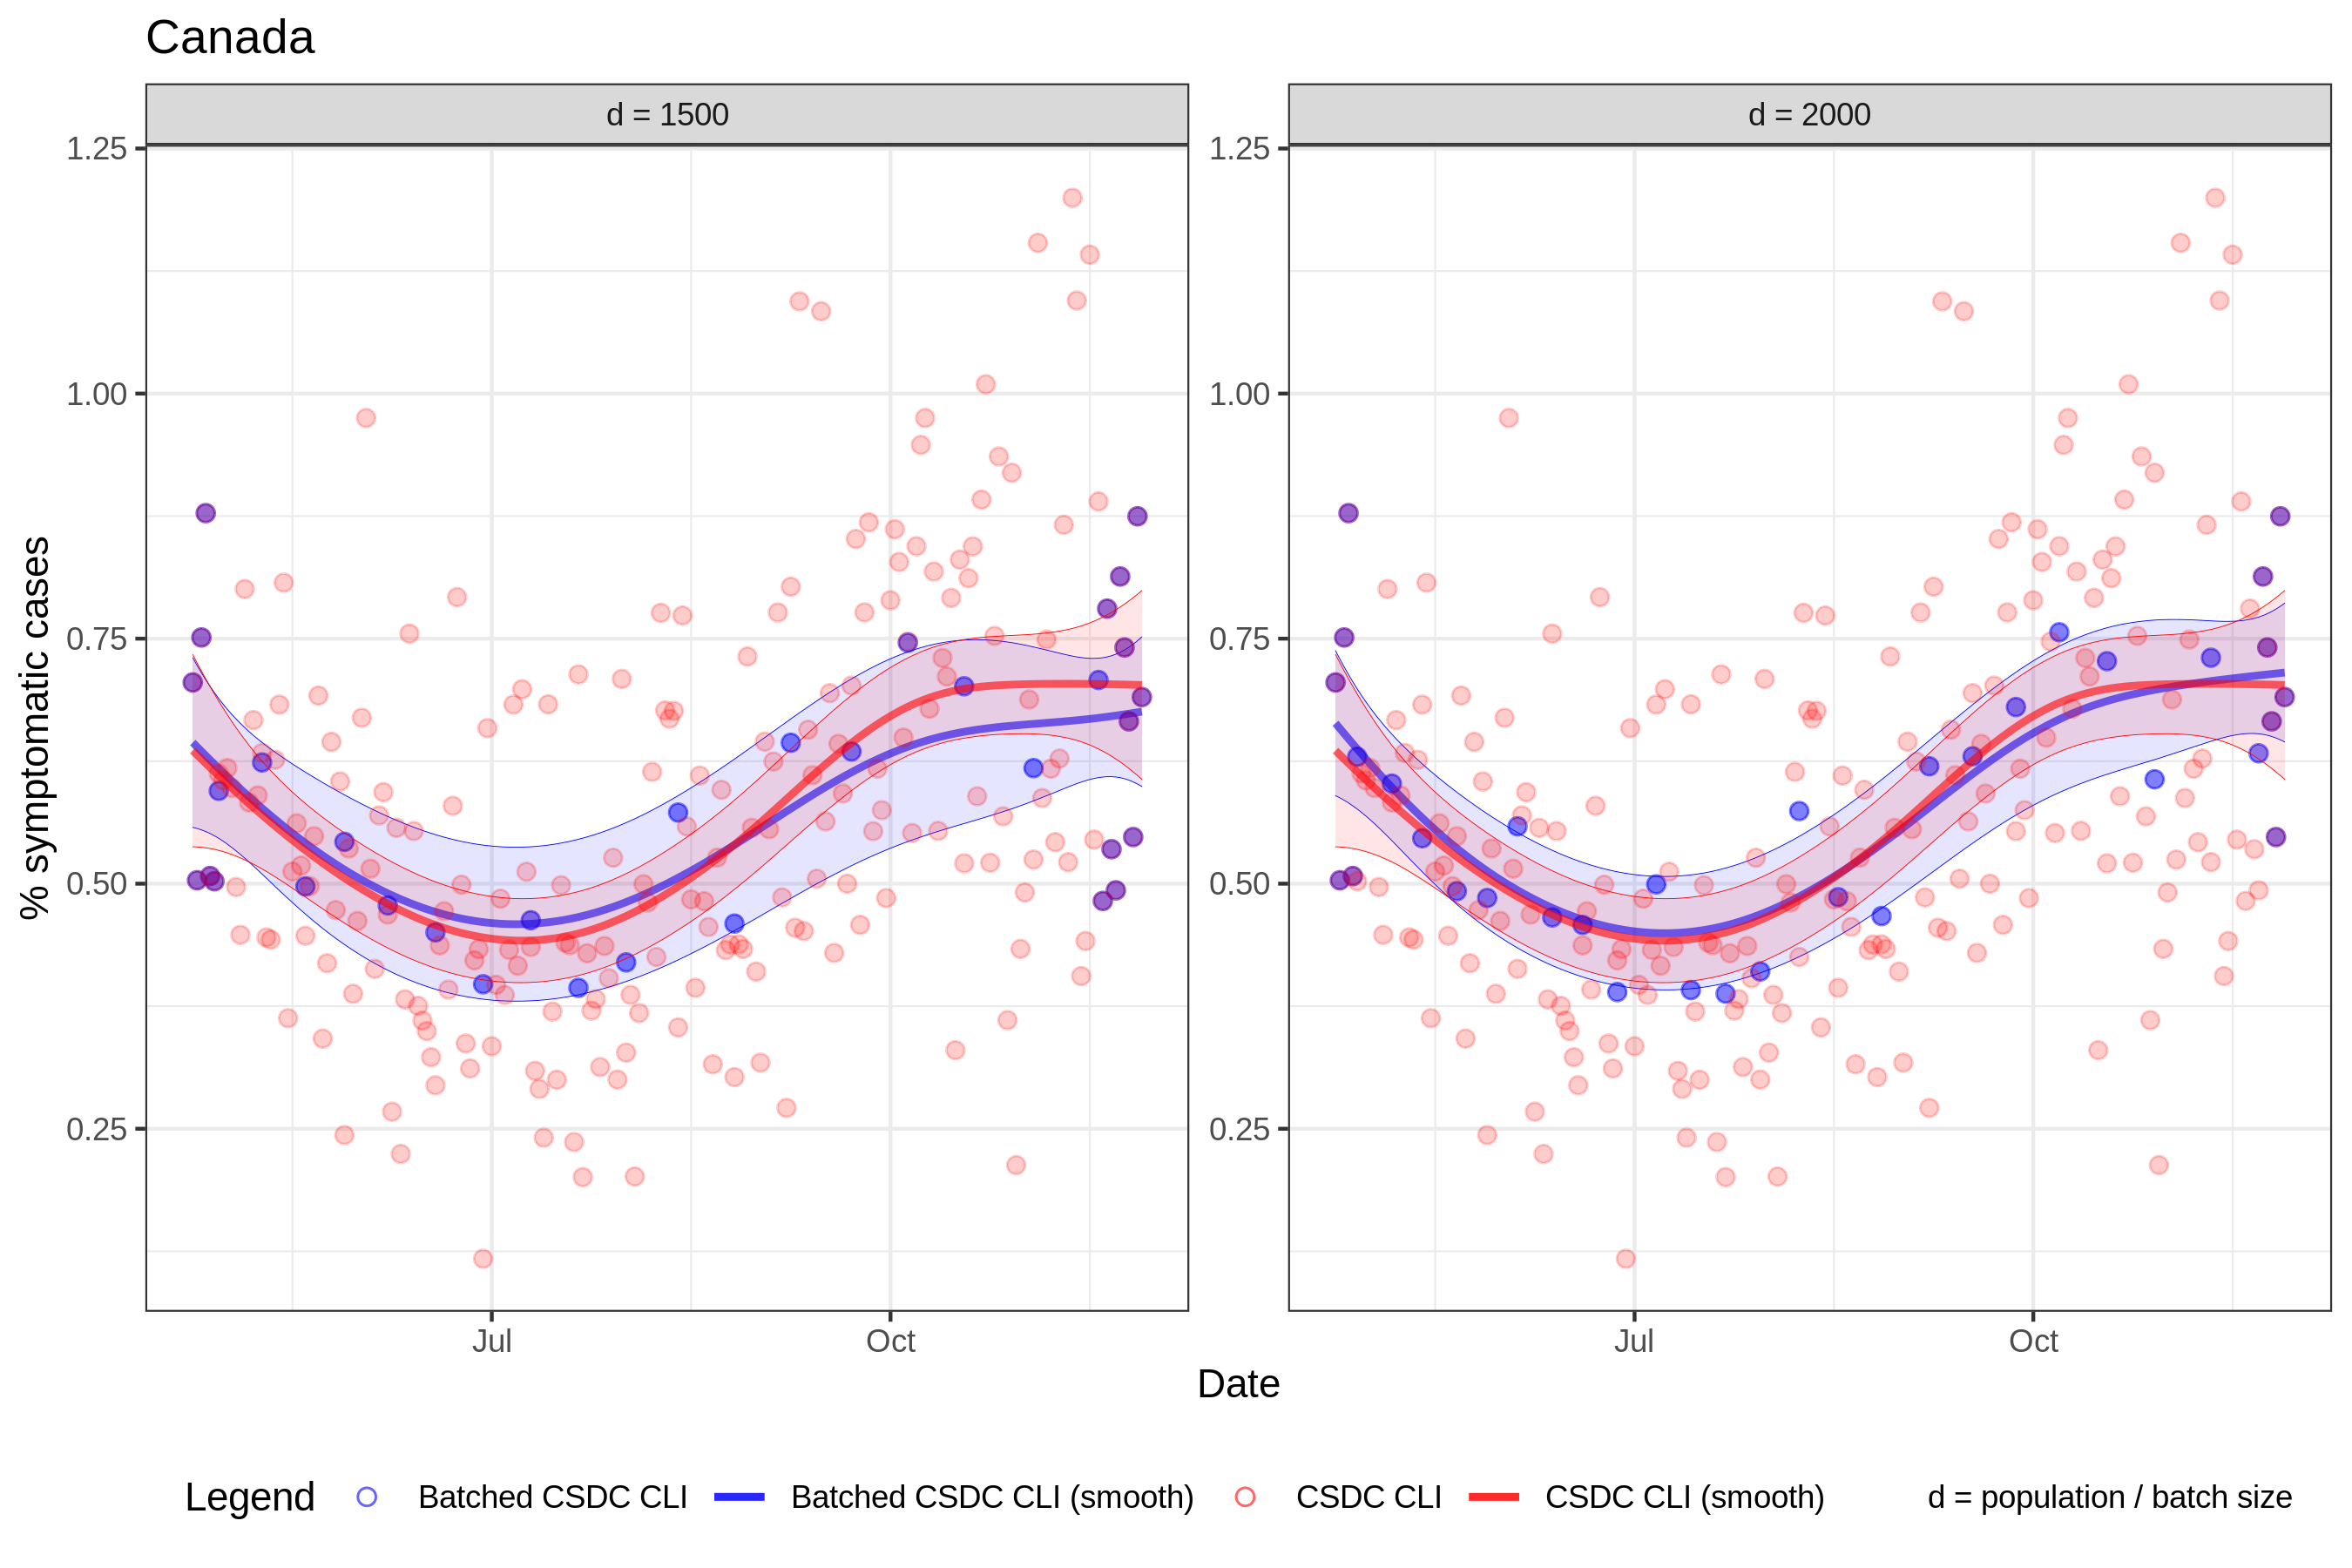 Canada
d = 1500
d = 2000
1.25
1.00
0.75
0.50
0.25
1.25
1.00
0.75
0.50
0.25
% symptomatic cases
Jul
Oct
Jul
Oct
Date
Legend
Batched CSDC CLI
Batched CSDC CLI (smooth)
CSDC CLI
CSDC CLI (smooth)
d = population / batch size